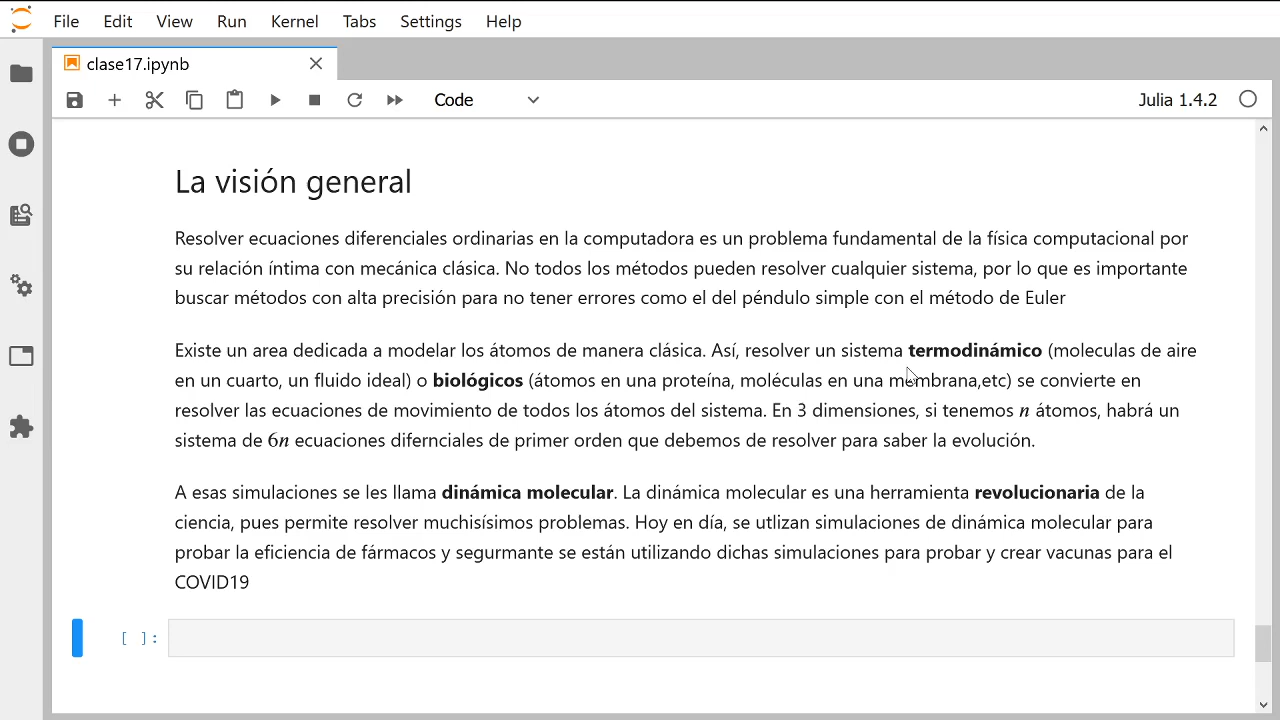 File Edit View Run Kernel Tabs Settings Help
clase17.ipynb
Code Julia 1.4.2
La visión general
Resolver ecuaciones diferenciales ordinarias en la computadora es un problema fundamental de la física computacional por
su relación íntima con mecánica clásica. No todos los métodos pueden resolver cualquier sistema, por lo que es importante
buscar métodos con alta precisión para no tener errores como el del péndulo simple con el método de Euler
Existe un area dedicada a modelar los átomos de manera clásica. Así, resolver un sistema termodinámico (moleculas de aire
en un cuarto, un fluido ideal) o biológicos (átomos en una proteína, moléculas en una membrana,etc) se convierte en
resolver las ecuaciones de movimiento de todos los átomos del sistema. En 3 dimensiones, si tenemos n átomos, habrá un
sistema de 6n ecuaciones difernciales de primer orden que debemos de resolver para saber la evolución.
A esas simulaciones se les llama dinámica molecular. La dinámica molecular es una herramienta revolucionaria de la
ciencia, pues permite resolver muchisísimos problemas. Hoy en día, se utlizan simulaciones de dinámica molecular para
probar la eficiencia de fármacos y segurmante se están utilizando dichas simulaciones para probar y crear vacunas para el
COVID19
[ ]: